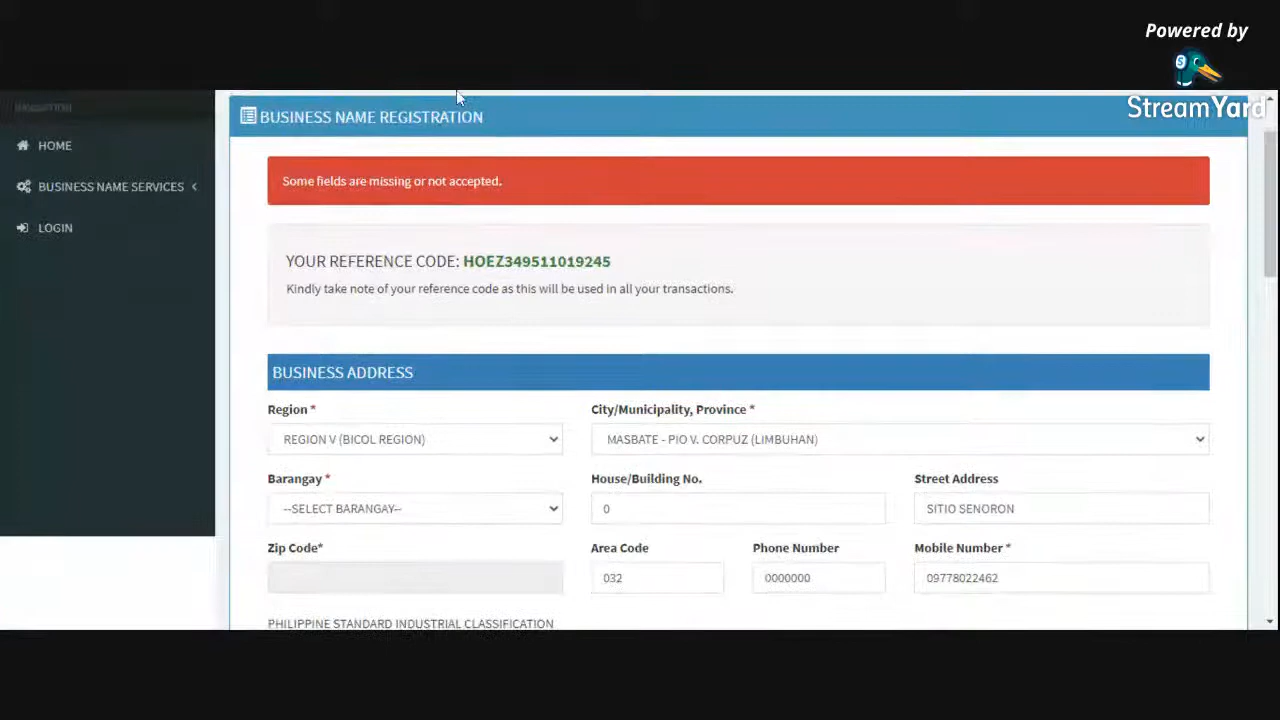 Powered by
StreamYard
NAVIGATION
BUSINESS NAME REGISTRATION
HOME
Some fields are missing or not accepted.
BUSINESS NAME SERVICES
LOGIN
YOUR REFERENCE CODE: HOEZ349511019245
Kindly take note of your reference code as this will be used in all your transactions.
BUSINESS ADDRESS
Region * City/Municipality, Province *
REGION V (BICOL REGION) MASBATE - PIO V. CORPUZ (LIMBUHAN)
Barangay * House/Building No. Street Address
--SELECT BARANGAY-- 0 SITIO SENORON
Zip Code* Area Code Phone Number Mobile Number *
032 0000000 09778022462
PHILIPPINE STANDARD INDUSTRIAL CLASSIFICATION